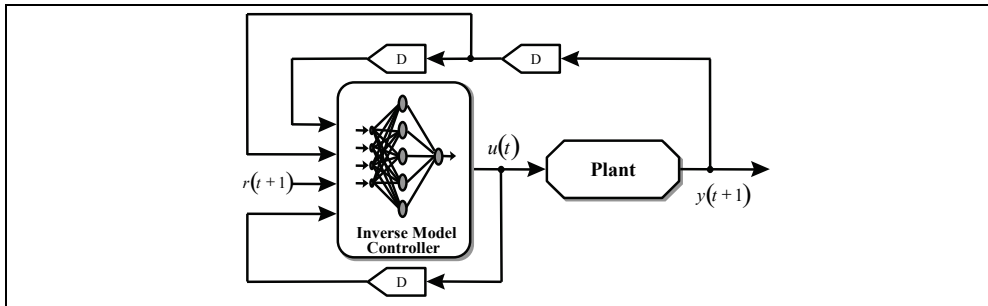 D
D
u(t)
Plant
r(t+1)
y(t+1)
Inverse Model
Controller
D